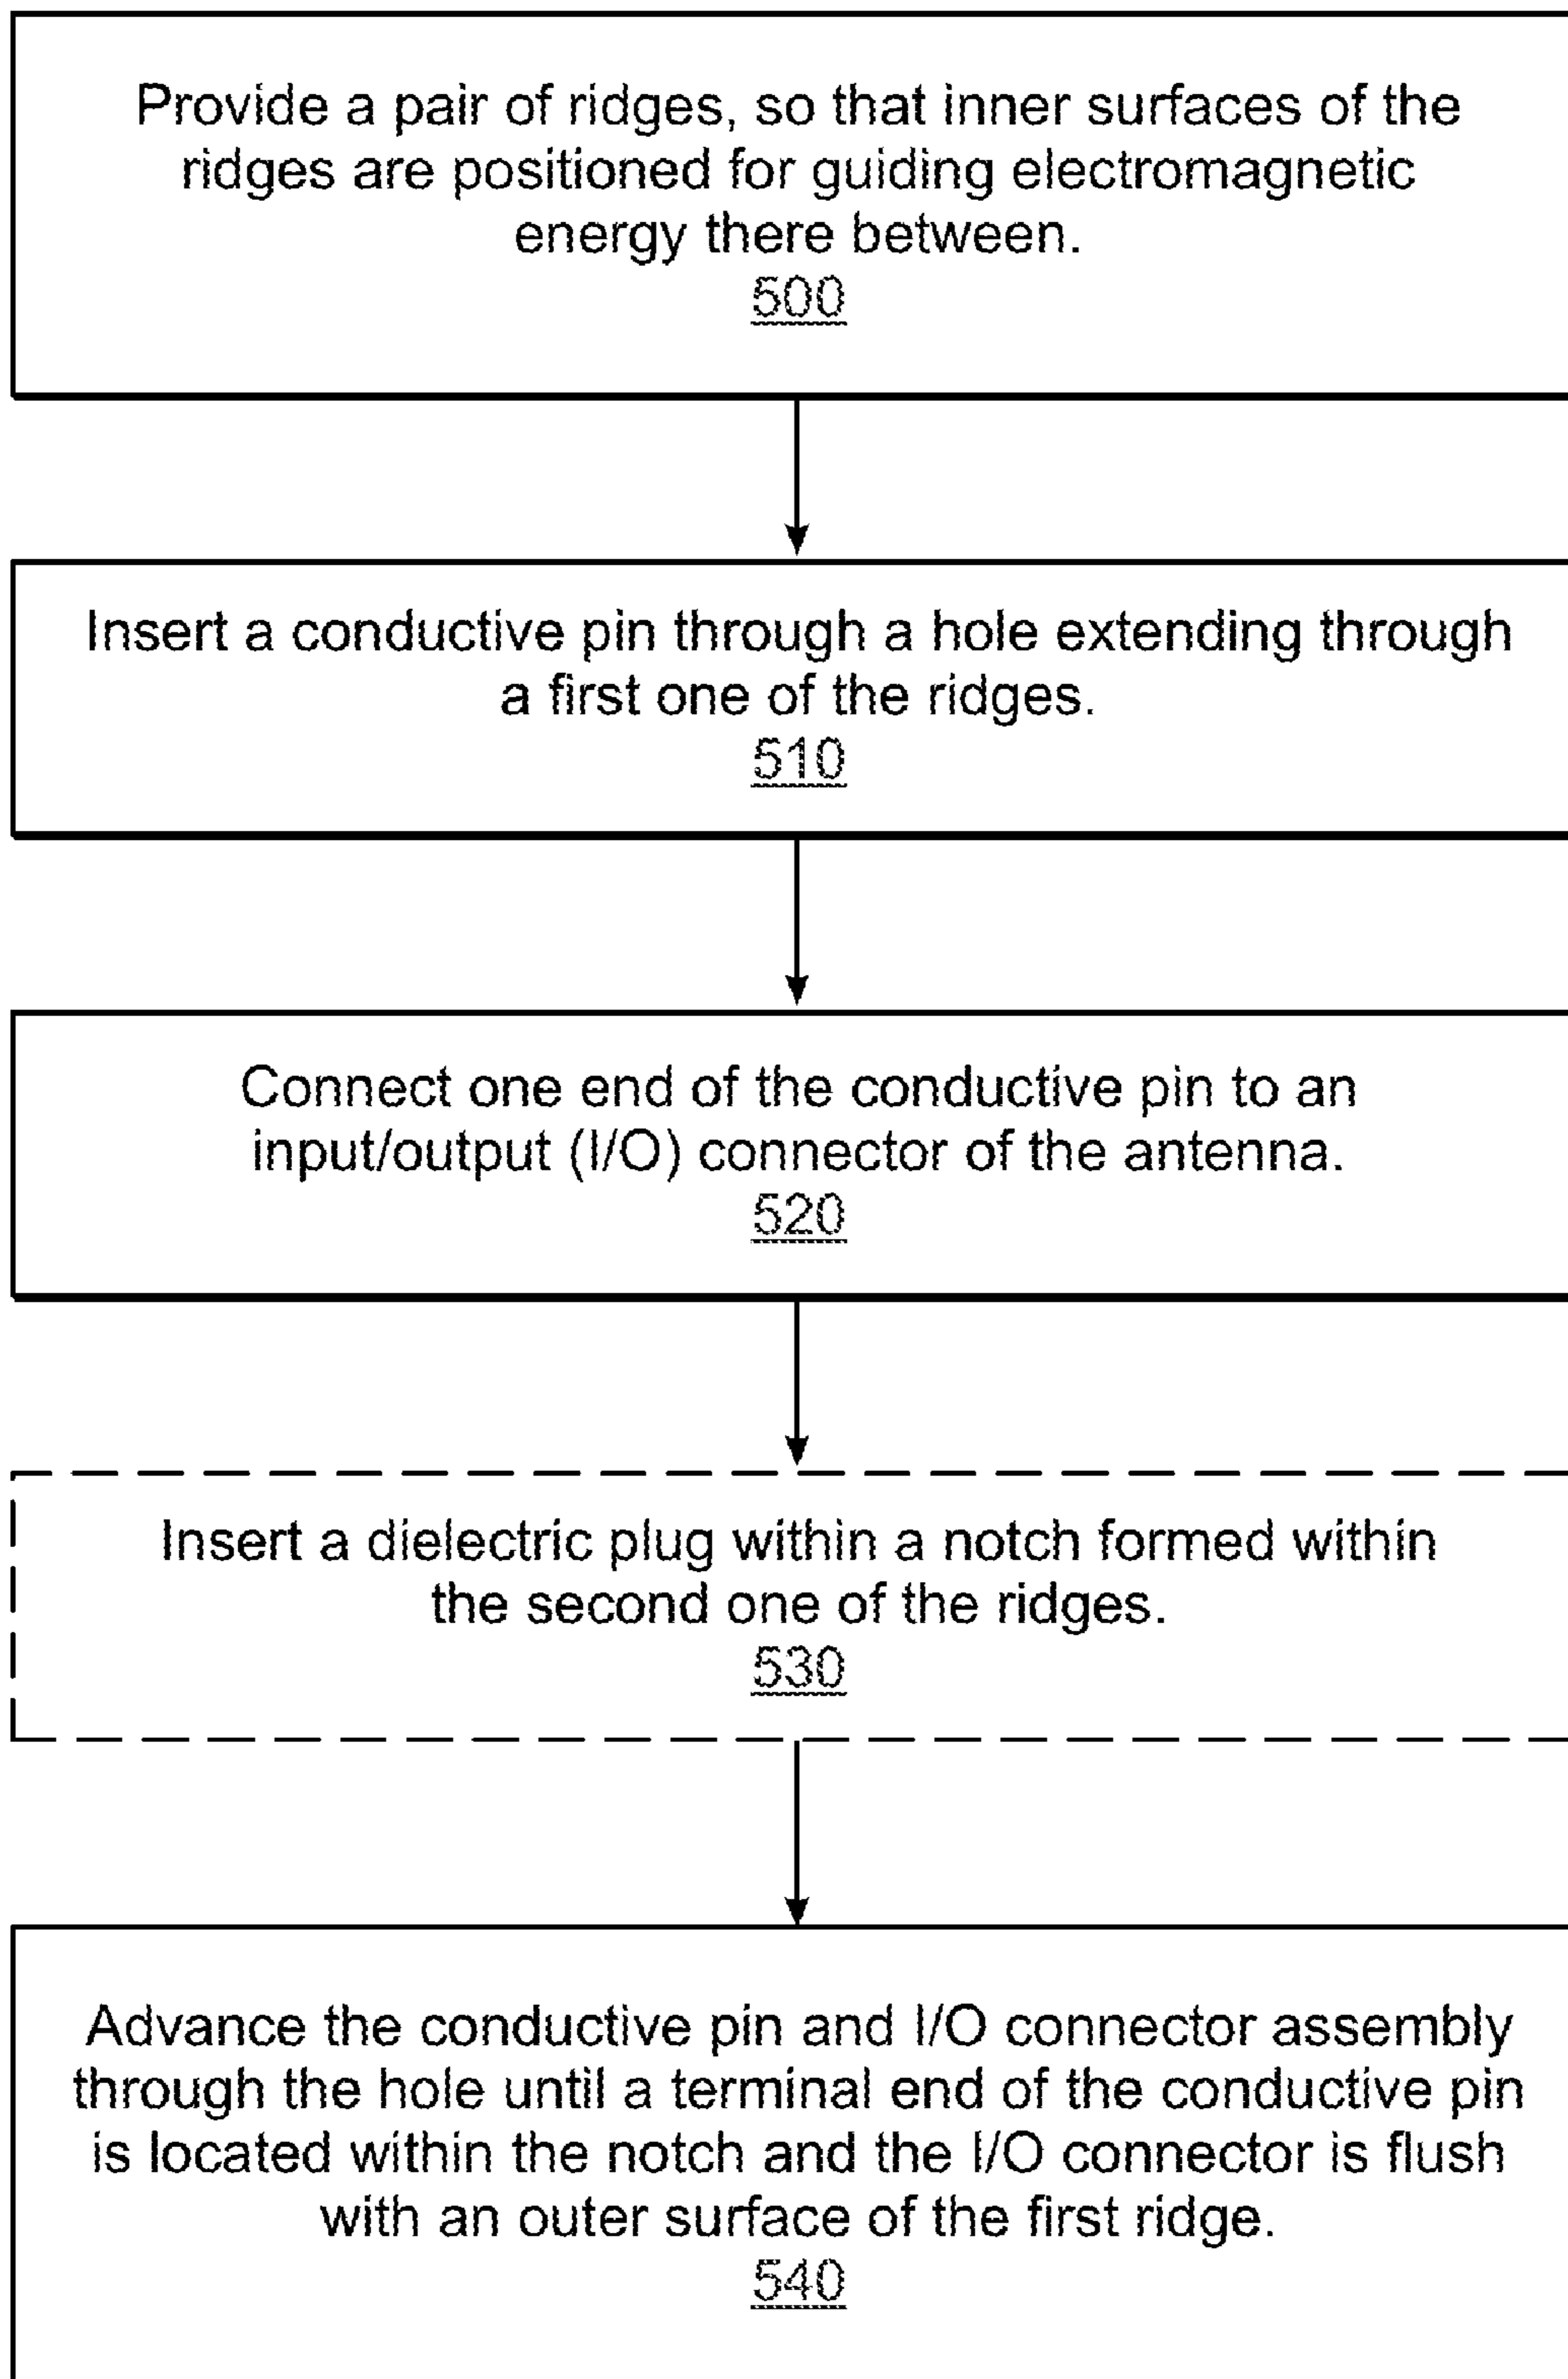 Provide a pair of ridges, so that inner surfaces of the
ridges are positioned for guiding electromagnetic
energy there between.
500
Insert a conductive pin through a hole extending through
a first one of the ridges.
510
Connect one end of the conductive pin to an
input/output (I/O) connector of the antenna.
520
Insert a dielectric plug within a notch formed within
the second one of the ridges.
530
Advance the conductive pin and I/O connector assembly
through the hole until a terminal end of the conductive pin
is located within the notch and the I/O connector is flush
with an outer surface of the first ridge.
540